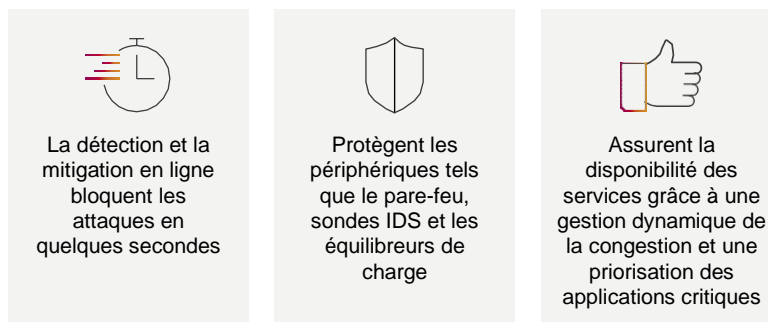 La détection et la
mitigation en ligne
bloquent les
attaques en
quelques secondes
Protègent les
périphériques tels
que le pare-feu,
sondes IDS et les
équilibreurs de
charge
Assurent la
disponibilité des
services grâce à une
gestion dynamique de
la congestion et une
priorisation des
applications critiques